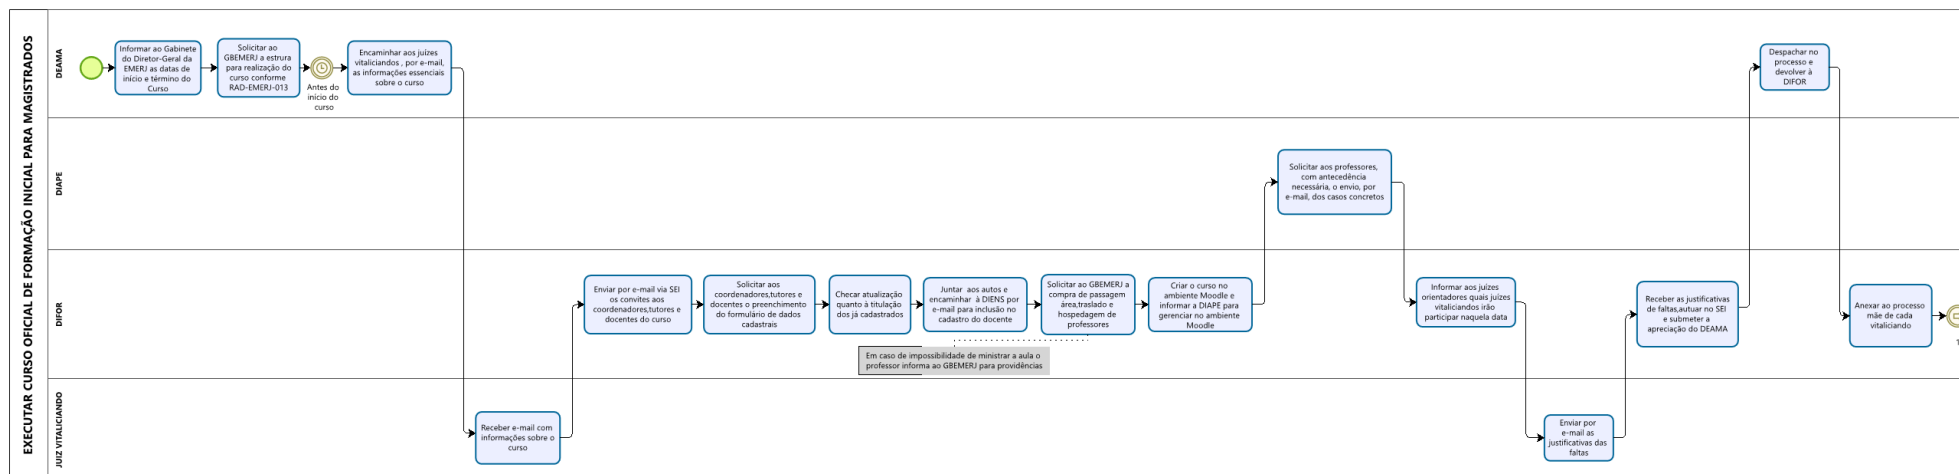 EXECUTAR CURSO OFICIAL DE FORMAÇÃO INICIAL PARA MAGISTRADOS
DEAMA
Informar ao Gabinete
do Diretor-Geral da
EMERJ as datas de
início e término do
Curso
Solicitar ao
GBEMERJ a estrura
para realização do
curso conforme
RAD-EMERJ-013
Antes do
início do
curso
Encaminhar aos juízes
vitaliciandos , por e-mail,
as informações essenciais
sobre o curso
Despachar no
processo e
devolver à
DIFOR
DIAPE
Solicitar aos professores,
com antecedência
necessária, o envio, por
e-mail, dos casos concretos
DIFOR
Enviar por e-mail via SEI
os convites aos
coordenadores,tutores e
docentes do curso
Solicitar aos
coordenadores,tutores e
docentes o preenchimento
do formulário de dados
cadastrais
Checar atualização
quanto à titulação
dos já cadastrados
Juntar aos autos e
encaminhar à DIENS por
e-mail para inclusão no
cadastro do docente
Solicitar ao GBEMERJ a
compra de passagem
área,traslado e
hospedagem de
professores
Criar o curso no
ambiente Moodle e
informar a DIAPE para
gerenciar no ambiente
Moodle
Informar aos juízes
orientadores quais juízes
vitaliciandos irão
participar naquela data
Receber as justificativas
de faltas,autuar no SEI
e submeter a
apreciação do DEAMA
Anexar ao processo
mãe de cada
vitaliciando
Em caso de impossibilidade de ministrar a aula o
professor informa ao GBEMERJ para providências
JUIZ VITALICIANDO
Receber e-mail com
informações sobre o
curso
Enviar por
e-mail as
justificativas das
faltas